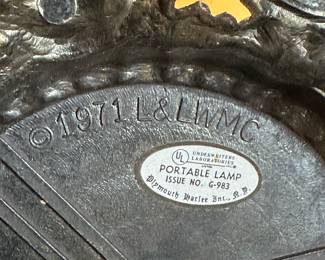 ©1971 L&LWMC
UL
UNDERWRITERS
LABORATORIES
PORTABLE LAMP
ISSUE NO. G-983
Plymouth Harlee Inc., N.Y.